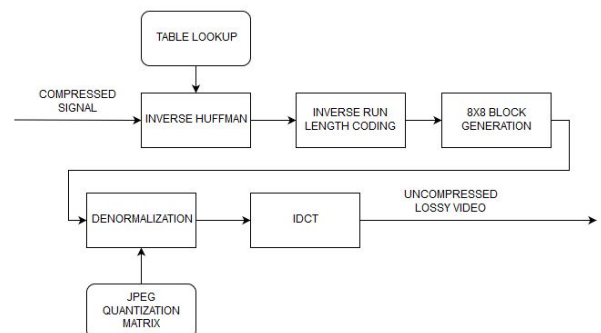 TABLE LOOKUP
COMPRESSED
SIGNAL
INVERSE HUFFMAN
INVERSE RUN
LENGTH CODING
8X8 BLOCK
GENERATION
DENORMALIZATION
IDCT
UNCOMPRESSED
LOSSY VIDEO
JPEG
QUANTIZATION
MATRIX